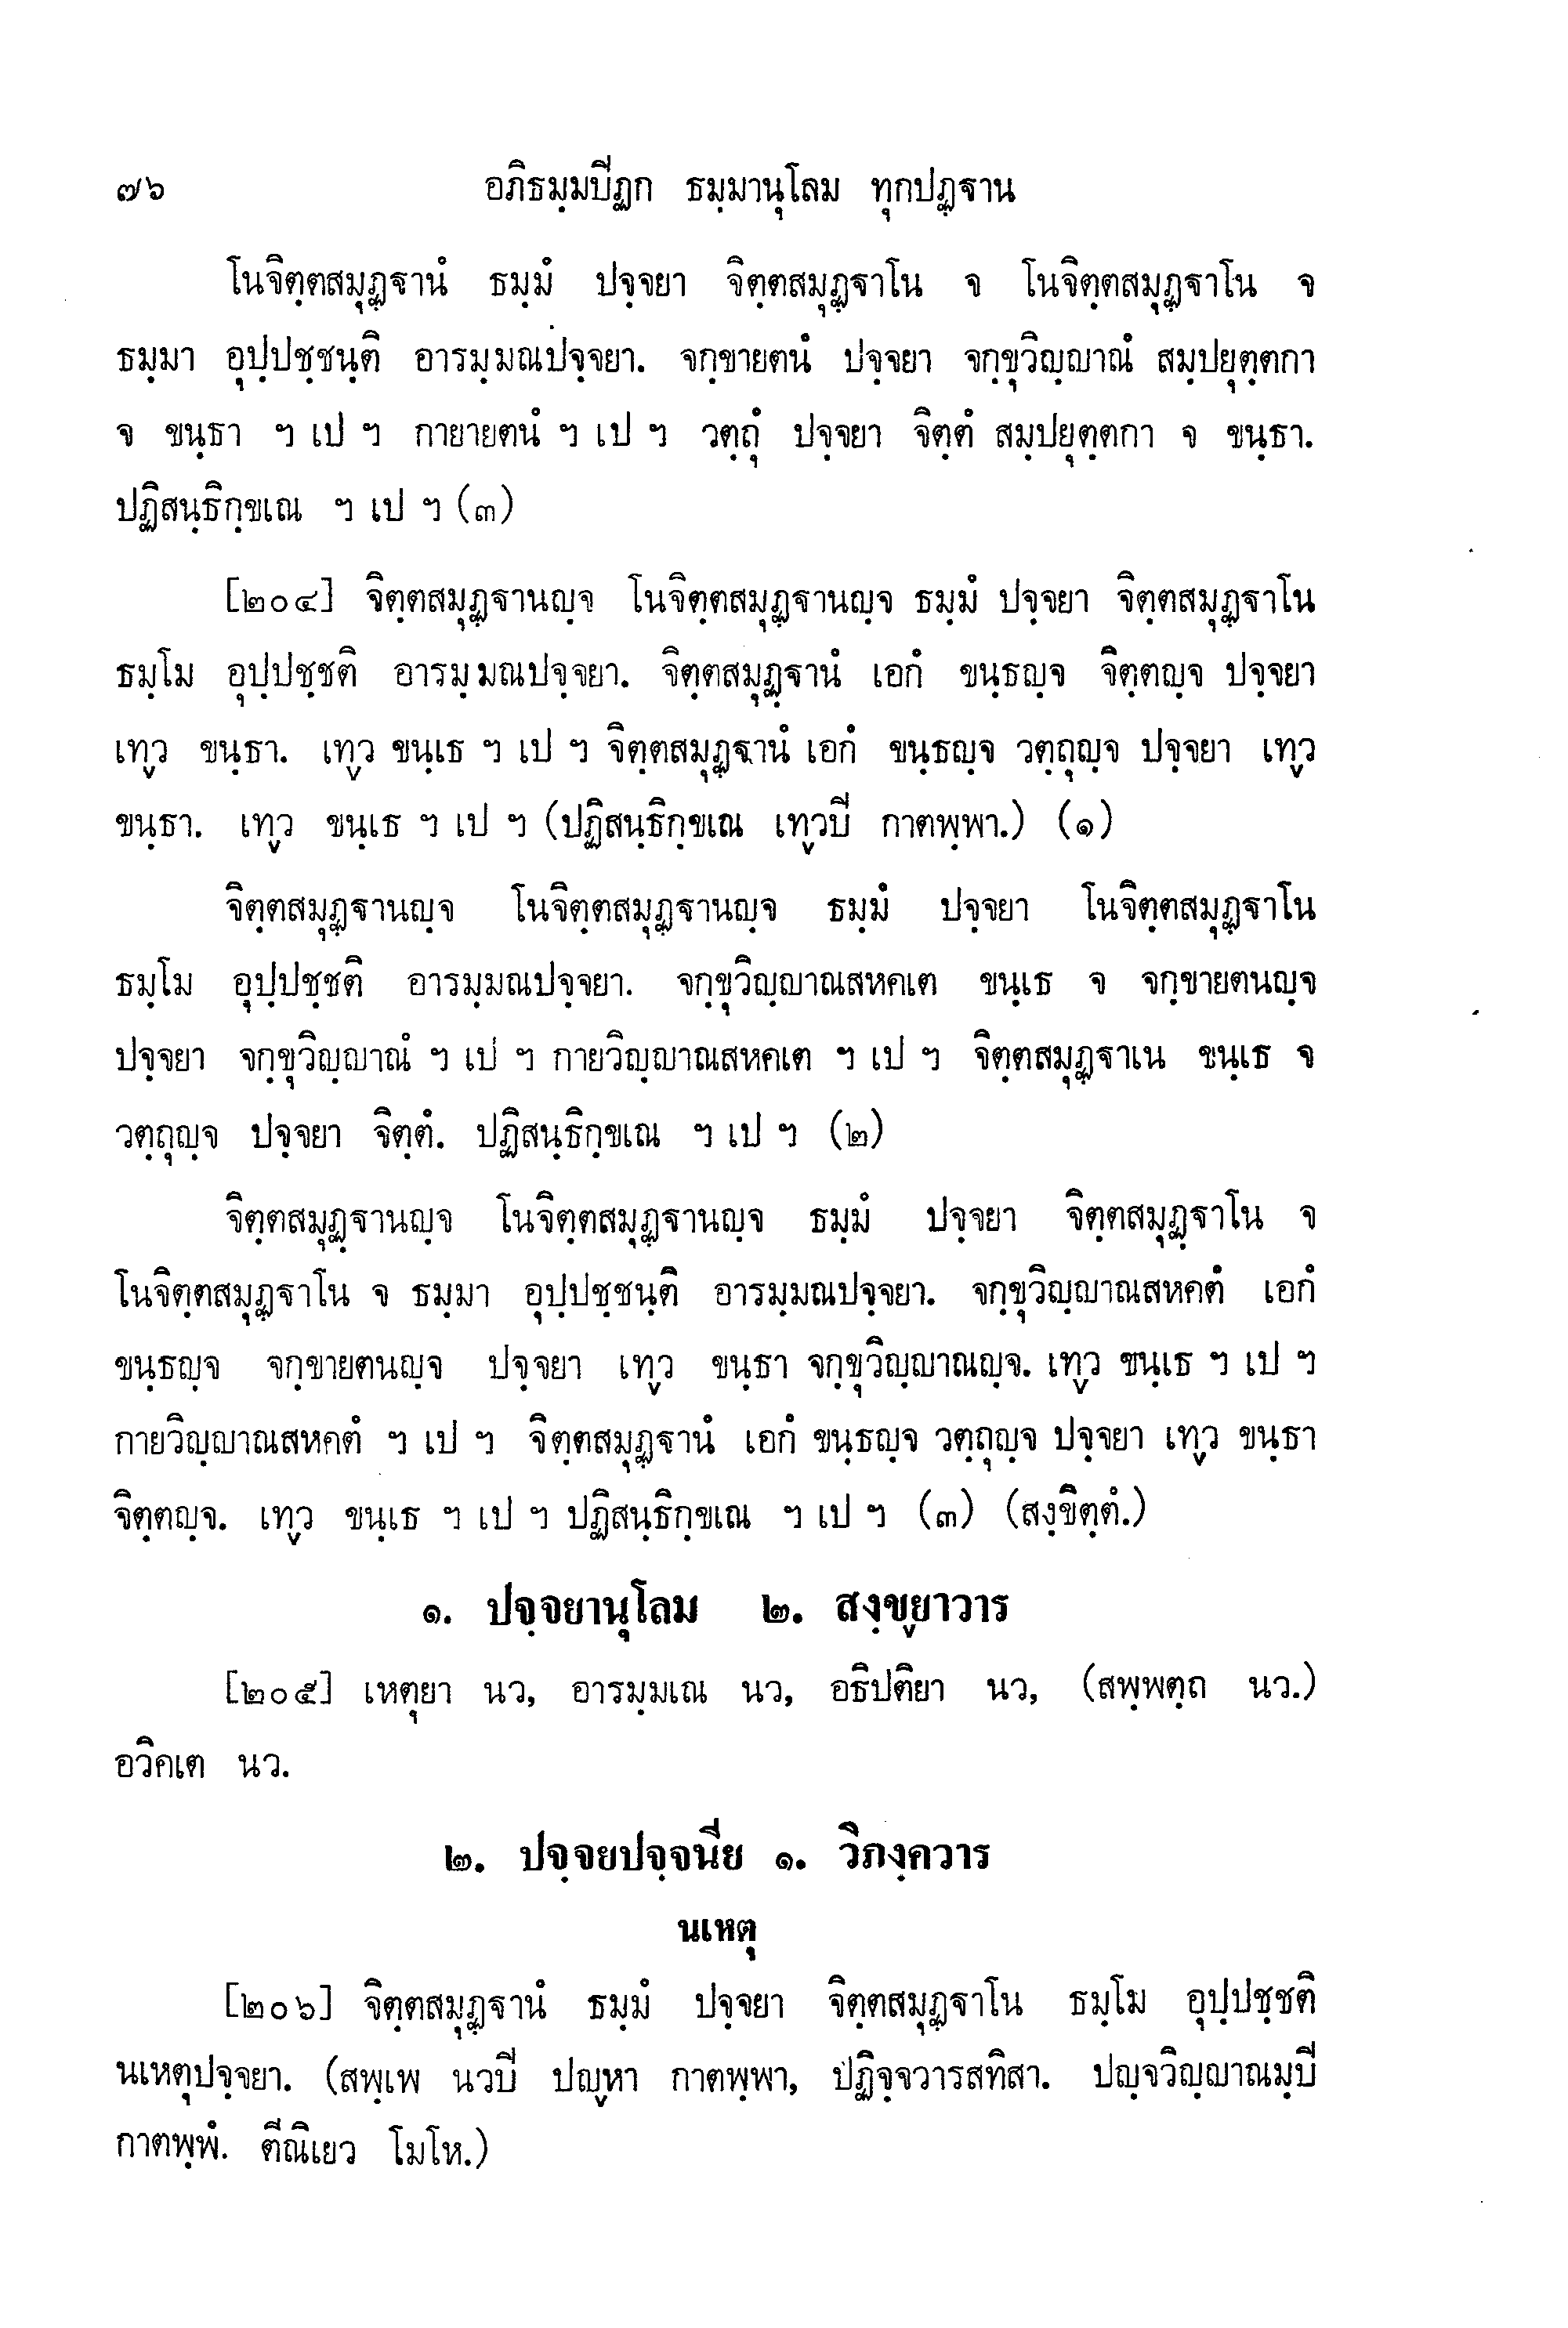 ๗๖ อภิธมฺมปิฏก ธมฺมานุโลม ทุกปฏฺฐาน
โนจิตฺตสมุฏฺฐานํ ธมฺมํ ปจฺจยา จิตฺตสมุฏฺฐาโน จ โนจิตฺตสมุฏฺฐาโน จ
ธมฺมา อุปฺปชฺชนฺติ อารมฺมณปจฺจยา. จกฺขายตนํ ปจฺจยา จกฺขุวิญฺญาณํ สมฺปยุตฺตกา
จ ขนฺธา ฯ เป ฯ กายายตนํ ฯ เป ฯ วตฺถุํ ปจฺจยา จิตฺตํ สมฺปยุตฺตกา จ ขนฺธา.
ปฏิสนฺธิกฺขเณ ฯ เป ฯ (๓)
[๒๐๔] จิตฺตสมุฏฺฐานญฺจ โนจิตฺตสมุฏฺฐานญฺจ ธมฺมํ ปจฺจยา จิตฺตสมุฏฺฐาโน
ธมฺโม อุปฺปชฺชติ อารมฺมณปจฺจยา. จิตฺตสมุฏฺฐานํ เอกํ ขนฺธญฺจ จิตฺตญฺจ ปจฺจยา
เทฺว ขนฺธา. เทฺว ขนฺเธ ฯ เป ฯ จิตฺตสมุฏฺฐานํ เอกํ ขนฺธญฺจ วตฺถุญฺจ ปจฺจยา เทฺว
ขนฺธา. เทฺว ขนฺเธ ฯ เป ฯ (ปฏิสนฺธิกฺขเณ เทฺวปิ กาตพฺพา.) (๑)
จิตฺตสมุฏฺฐานญฺจ โนจิตฺตสมุฏฺฐานญฺจ ธมฺมํ ปจฺจยา โนจิตฺตสมุฏฺฐาโน
ธมฺโม อุปฺปชฺชติ อารมฺมณปจฺจยา. จกฺขุวิญฺญาณสหคเต ขนฺเธ จ จกฺขายตนญฺจ
ปจฺจยา จกฺขุวิญฺญาณํ ฯ เป ฯ กายวิญฺญาณสหคเต ฯ เป ฯ จิตฺตสมุฏฺฐาเน ขนฺเธ จ
วตฺถุญฺจ ปจฺจยา จิตฺตํ. ปฏิสนฺธิกฺขเณ ฯ เป ฯ (๒)
จิตฺตสมุฏฺฐานญฺจ โนจิตฺตสมุฏฺฐานญฺจ ธมฺมํ ปจฺจยา จิตฺตสมุฏฺฐาโน จ
โนจิตฺตสมุฏฺฐาโน จ ธมฺมา อุปฺปชฺชนฺติ อารมฺมณปจฺจยา. จกฺขุวิญฺญาณสหคตํ เอกํ
ขนฺธญฺจ จกฺขายตนญฺจ ปจฺจยา เทฺว ขนฺธา จกฺขุวิญฺญาณญฺจ. เทฺว ขนฺเธ ฯ เป ฯ
กายวิญฺญาณสหคตํ ฯ เป ฯ จิตฺตสมุฏฺฐานํ เอกํ ขนฺธญฺจ วตฺถุญฺจ ปจฺจยา เทฺว ขนฺธา
จิตฺตญฺจ. เทฺว ขนฺเธ ฯ เป ฯ ปฏิสนฺธิกฺขเณ ฯ เป ฯ (๓) (สงฺขิตฺตํ.)
๑. ปจฺจยานุโลม ๒. สงฺขฺยาวาร
[๒๐๕] เหตุยา นว, อารมฺมเณ นว, อธิปติยา นว, (สพฺพตฺถ นว.)
อวิคเต นว.
๒. ปจฺจยปจฺจนีย ๑. วิภงฺควาร
นเหตุ
[๒๐๖] จิตฺตสมุฏฺฐานํ ธมฺมํ ปจฺจยา จิตฺตสมุฏฺฐาโน ธมฺโม อุปฺปชฺชติ
นเหตุปจฺจยา. (สพฺเพ นวปิ ปญฺหา กาตพฺพา, ปฏิจฺจวารสทิสา. ปญฺจวิญฺญาณมฺปิ
กาตพฺพํ. ตีณิเยว โมโห.)